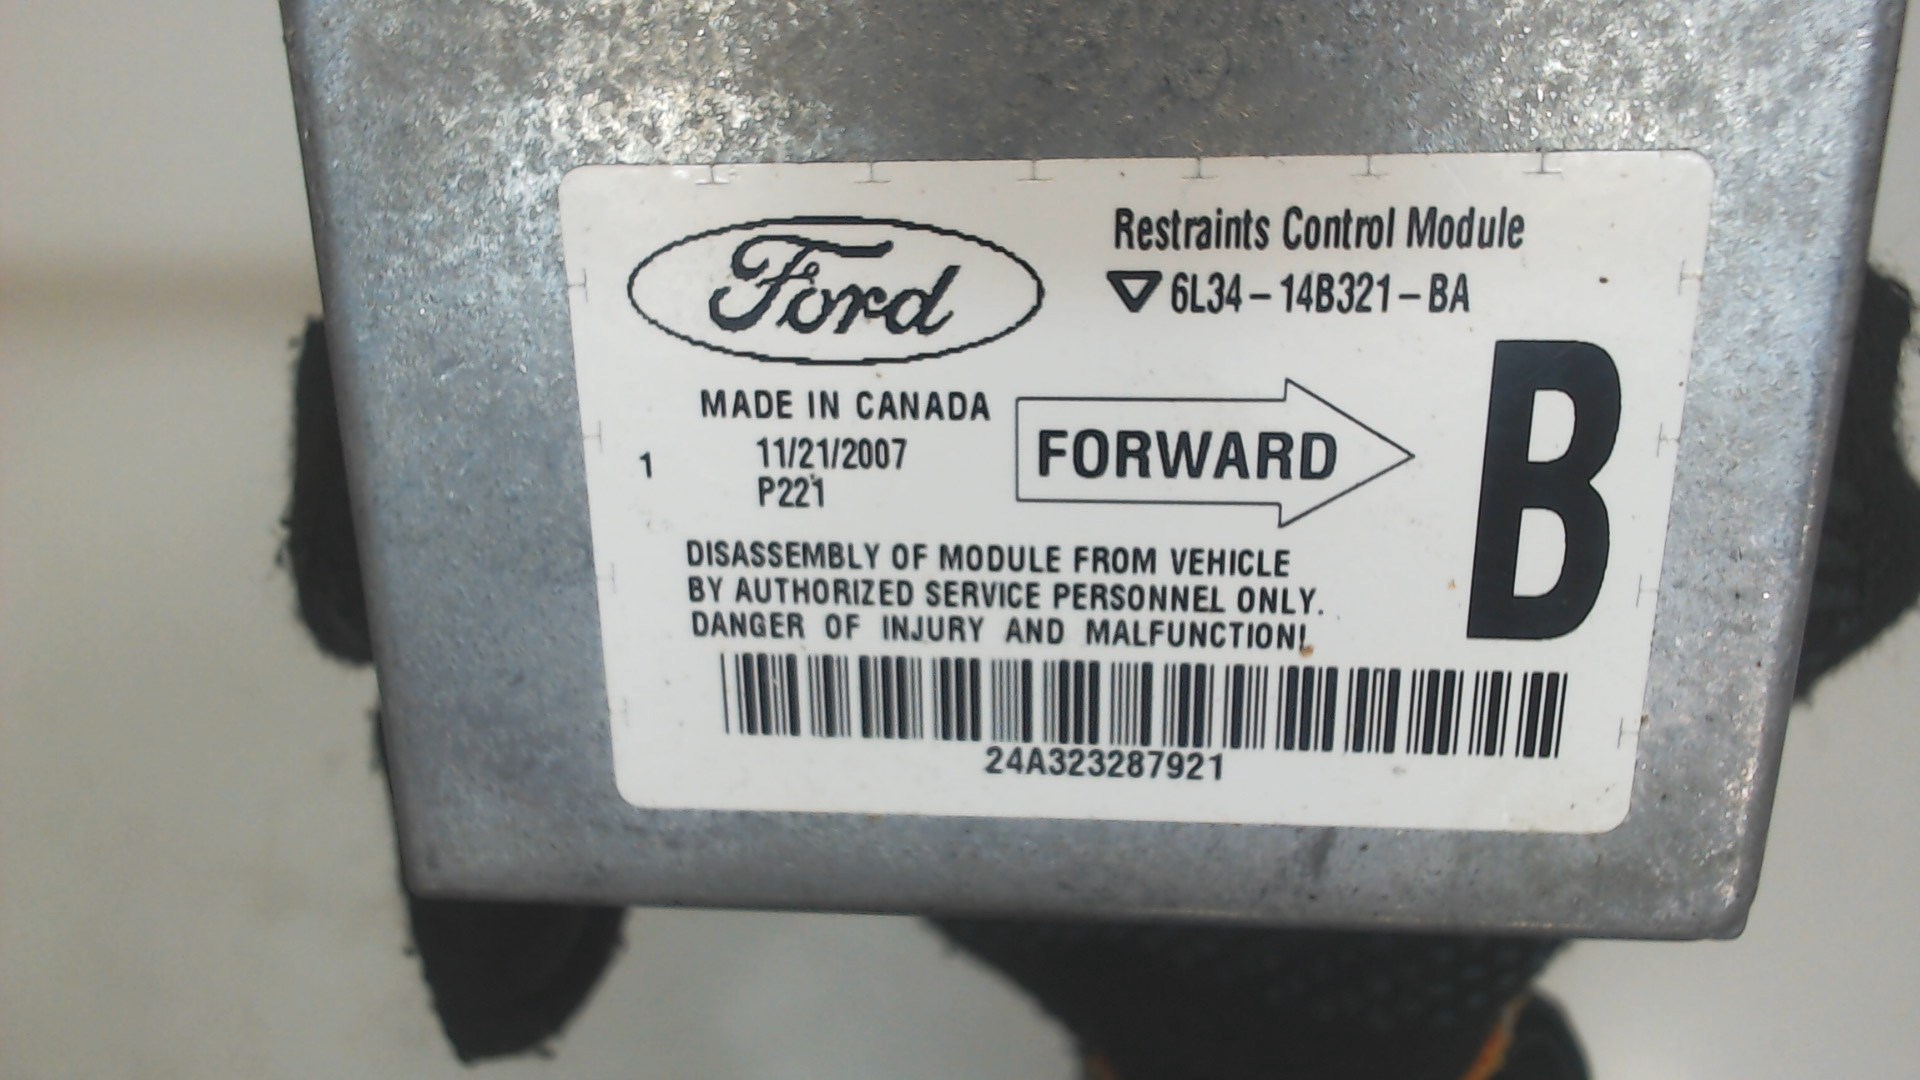 Ford
Restraints Control Module
6L34-14B321-BA
MADE IN CANADA
11/21/2007
1
P221
FORWARD
B
DISASSEMBLY OF MODULE FROM VEHICLE
BY AUTHORIZED SERVICE PERSONNEL ONLY.
DANGER OF INJURY AND MALFUNCTION!
24A323287921